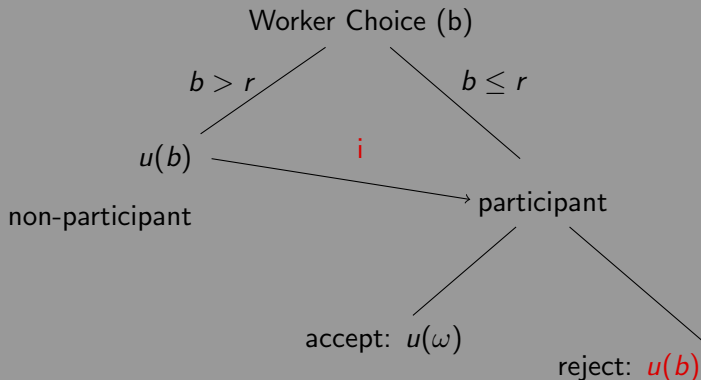 Worker Choice (b)
b > r
b ≤ r
i
u(b)
participant
non-participant
accept: u(ω)
reject: u(b)